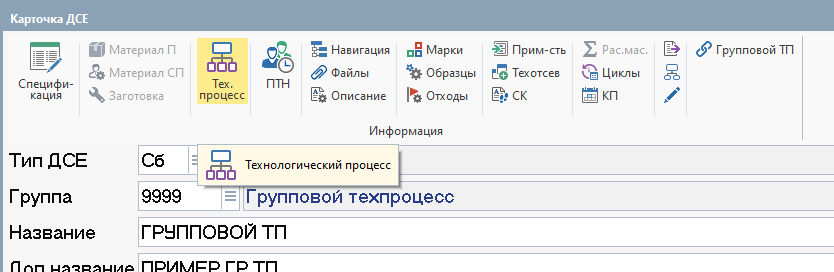 Карточка ДСЕ
Специфи-
кация
Материал П
Материал СП
Заготовка
Тех.
процесс
ПТН
Навигация
Файлы
Описание
Марки
Образцы
Отходы
Прим-сть
Техотсев
СК
Рас.мас.
Циклы
КП
Групповой ТП
Информация
Технологический процесс
Тип ДСЕ Сб
Группа 9999 Групповой техпроцесс
Название ГРУППОВОЙ ТП
Доп название ПРИМЕР ГР ТП